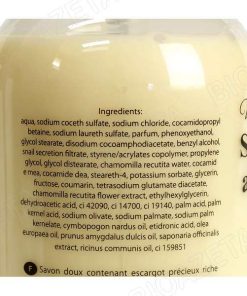 Ingredients:
aqua, sodium coceth sulfate, sodium chloride, cocamidopropyl
betaine, sodium laureth sulfate, parfum, phenoxyethanol,
glycol stearate, disodium cocoamphodiacetate, benzyl alcohol,
snail secretion filtrate, styrene/acrylates copolymer, propylene
glycol, glycol distearate, chamomilla recutita water, cocamid
e mea, cocamide dea, steareth-4, potassium sorbate, glycerin,
fructose, coumarin, tetrasodium glutamate diacetate,
chamomilla recutita flower extract, ethylhexylglycerin,
dehydroacetic acid, ci 42090, ci 14700, ci 19140, palm acid, palm
kernel acid, sodium olivate, sodium palmate, sodium palm
kernelate, cymbopogon nardus oil, etidronic acid, olea
europaea oil, prunus amygdalus dulcis oil, saponaria officinalis
extract, ricinus communis oil, ci 159851
F Savon doux contenant escargot précieux riche